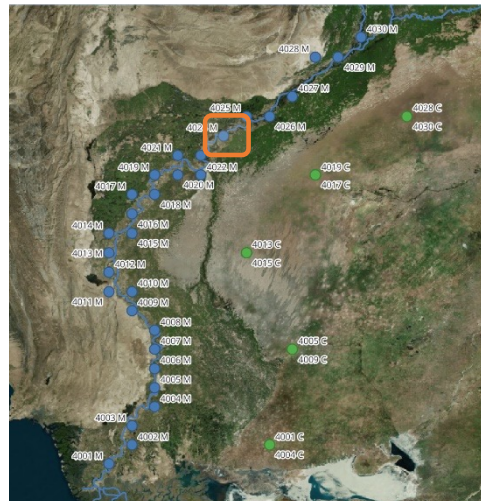 4030 M
4028 M
4029 M
4027 M
4025 M
4028 C
4030 C
4026 M
4021 M
4022 M
4019 M
4019 C
4020 M
4017 C
4017 M
4018 M
4016 M
4014 M
4015 M
4013 C
4013 M
4015 C
4012 M
4010 M
4011 M
4009 M
4008 M
4007 M
4005 C
4006 M
4009 C
4005 M
4004 M
4003 M
4002 M
4001 C
4001 M
4004 C